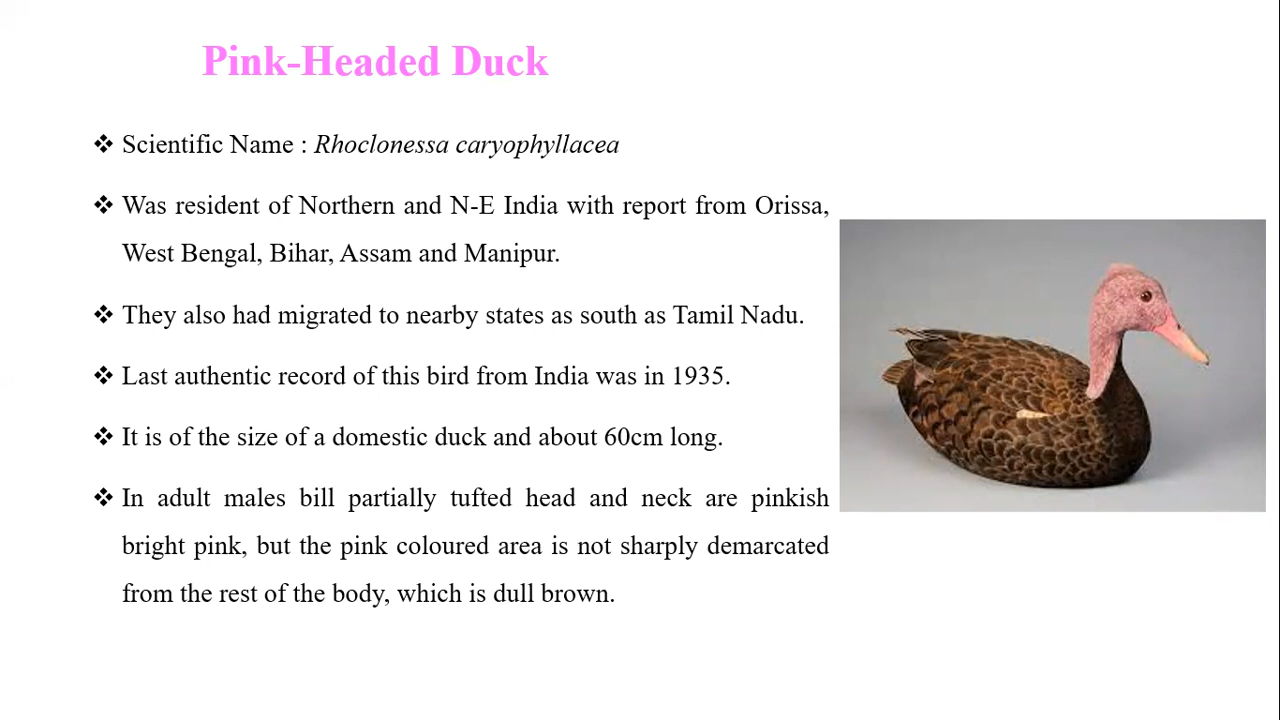 Pink-Headed Duck
❖ Scientific Name : Rhoclonessa caryophyllacea
❖ Was resident of Northern and N-E India with report from Orissa,
West Bengal, Bihar, Assam and Manipur.
❖ They also had migrated to nearby states as south as Tamil Nadu.
❖ Last authentic record of this bird from India was in 1935.
❖ It is of the size of a domestic duck and about 60cm long.
❖ In adult males bill partially tufted head and neck are pinkish
bright pink, but the pink coloured area is not sharply demarcated
from the rest of the body, which is dull brown.